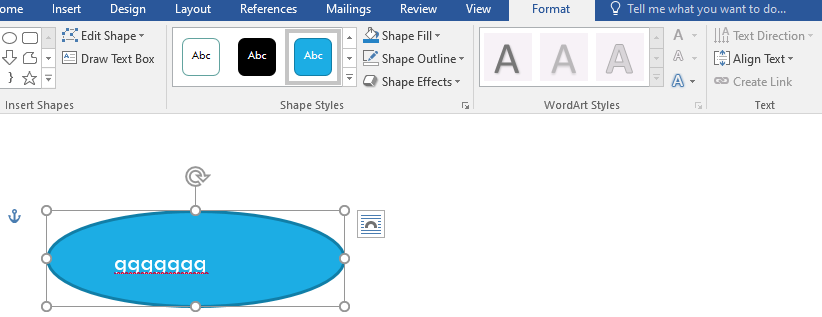 ome Insert Design Layout References Mailings Review View Format Tell me what you want to do...
Edit Shape Abc Abc Abc Shape Fill A A A A Text Direction
Draw Text Box Shape Outline A Align Text
Shape Effects A Create Link
Insert Shapes Shape Styles WordArt Styles Text
qqqqqqq